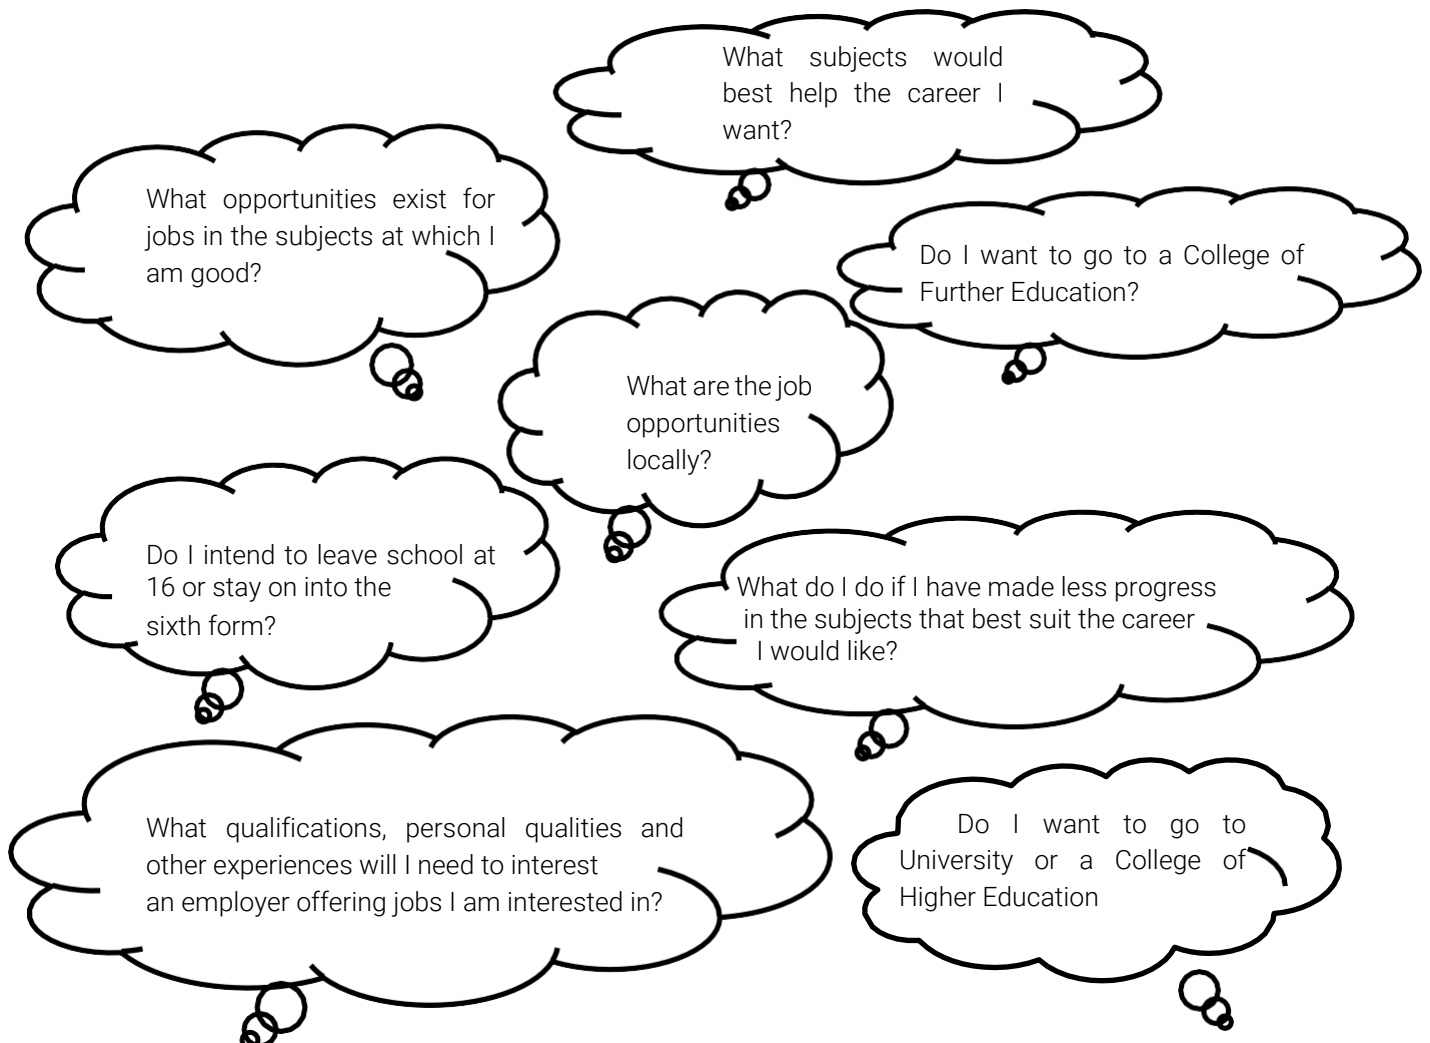 What subjects would
best help the career I
want?
What opportunities exist for
jobs in the subjects at which I
am good?
Do I want to go to a College of
Further Education?
What are the job
opportunities
locally?
Do I intend to leave school at
16 or stay on into the
sixth form?
What do I do if I have made less progress
in the subjects that best suit the career
I would like?
What qualifications, personal qualities and
other experiences will I need to interest
an employer offering jobs I am interested in?
Do I want to go to
University or a College of
Higher Education